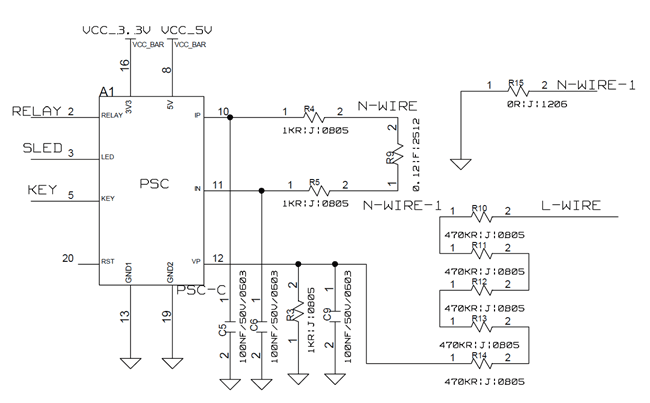 VCC_3.3V VCC_5V
VCC_BAR VCC_BAR
16 8
A1
3V3 5V
RELAY 2 RELAY
SLED 3 LED
KEY 5 KEY
20 RST
PSC
IP 10
IN 11
VP 12
GND1 GND2
PSC-C
13 19
1 R4 2
1KR:J:0805
N-WIRE
2 R9 1
0.12:F:2512
1 R5 2
1KR:J:0805
N-WIRE-1
1 R15 2 N-WIRE-1
0R:J:1206
1 R10 2 L-WIRE
470KR:J:0805
1 R11 2
470KR:J:0805
1 R12 2
470KR:J:0805
1 R13 2
470KR:J:0805
1 R14 2
470KR:J:0805
1 C5 2
100NF/50V/0603
1 C6 2
100NF/50V/0603
2 R3 1
1KR:J:0805
1 C9 2
100NF/50V/0603